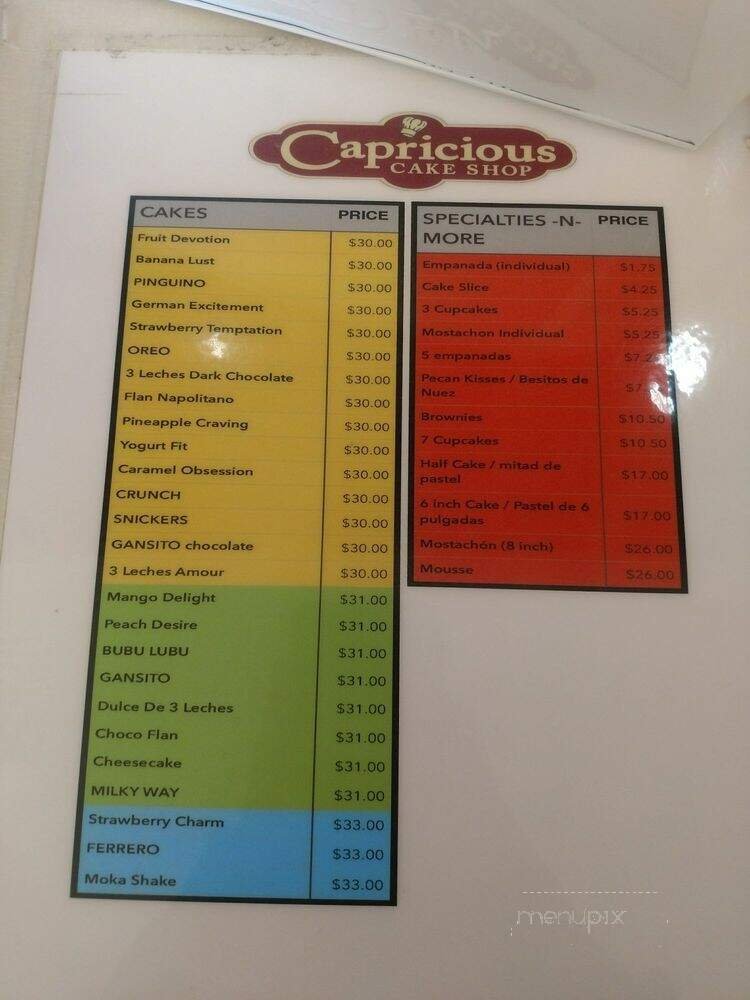 Capricious
CAKE SHOP
CAKES PRICE
Fruit Devotion $30.00
Banana Lust $30.00
PINGUINO $30.00
German Excitement $30.00
Strawberry Temptation $30.00
OREO $30.00
3 Leches Dark Chocolate $30.00
Flan Napolitano $30.00
Pineapple Craving $30.00
Yogurt Fit $30.00
Caramel Obsession $30.00
CRUNCH $30.00
SNICKERS $30.00
GANSITO chocolate $30.00
3 Leches Amour $30.00
Mango Delight $31.00
Peach Desire $31.00
BUBU LUBU $31.00
GANSITO $31.00
Dulce De 3 Leches $31.00
Choco Flan $31.00
Cheesecake $31.00
MILKY WAY $31.00
Strawberry Charm $33.00
FERRERO $33.00
Moka Shake $33.00
SPECIALTIES -N- PRICE
MORE
Empanada (individual) $1.75
Cake Slice $4.25
3 Cupcakes $5.25
Mostachon Individual $5.25
5 empanadas
Pecan Kisses / Besitos de
Nuez
Brownies $10.50
7 Cupcakes $10.50
Half Cake / mitad de
pastel $17.00
6 inch Cake / Pastel de 6
pulgadas $17.00
Mostachón (8 inch) $26.00
Mousse $26.00
menupix